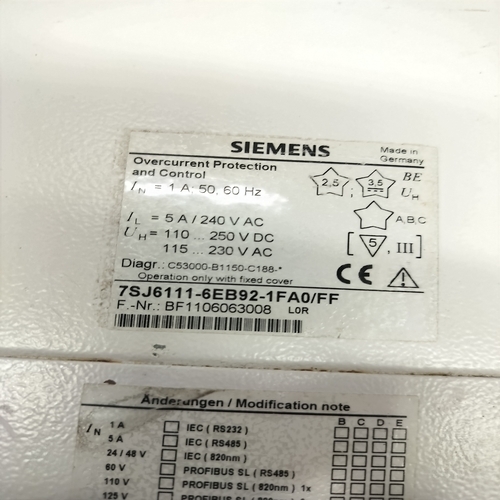 SIEMENS
Made in
Germany
Overcurrent Protection
and Control
IN = 1 A; 50, 60 Hz
2,5
3,5
BE
UH
IL = 5 A / 240 V AC
A,B,C
UH = 110 ... 250 V DC
115 ... 230 V AC
[ 5 , III ]
Diagr.: C53000-B1150-C188-*
Operation only with fixed cover
CE
7SJ6111-6EB92-1FA0/FF
F.-Nr.: BF1106063008 L0R
Änderungen / Modification note
B C D E
IN 1 A IEC ( RS232 )
5 A IEC ( RS485 )
24 / 48 V IEC ( 820nm )
60 V PROFIBUS SL ( RS485 )
110 V PROFIBUS SL ( 820nm ) 1x
125 V